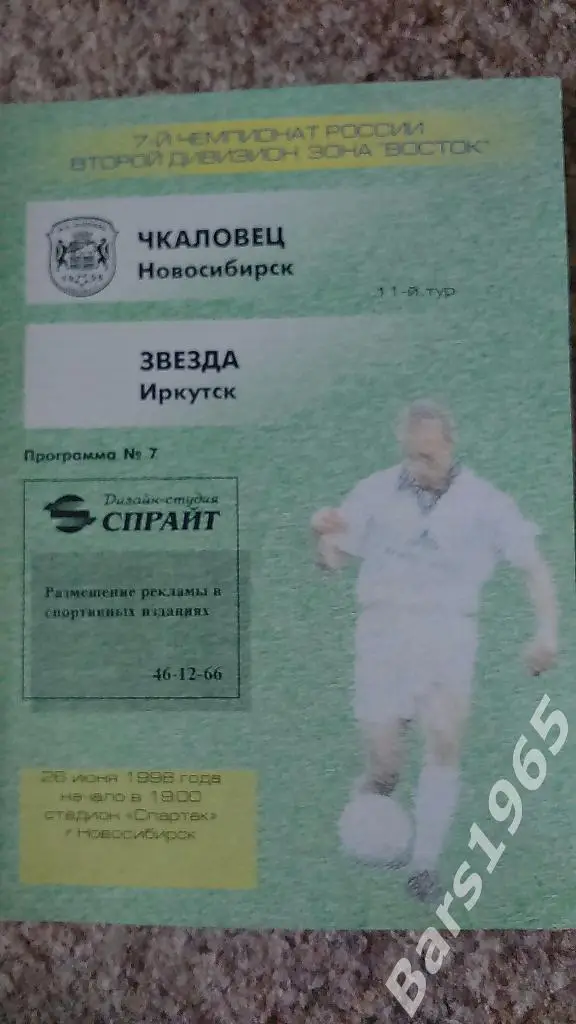 7-Й ЧЕМПИОНАТ РОССИИ
ВТОРОЙ ДИВИЗИОН ЗОНА "ВОСТОК"
ЧКАЛОВЕЦ
Новосибирск
11-й тур
ЗВЕЗДА
Иркутск
Программа № 7
Дизайн-студия
СПРАЙТ
Размещение рекламы в
спортивных изданиях
46-12-66
26 июня 1998 года
начало в 19.00
стадион «Спартак»
г.Новосибирск
Bars1965